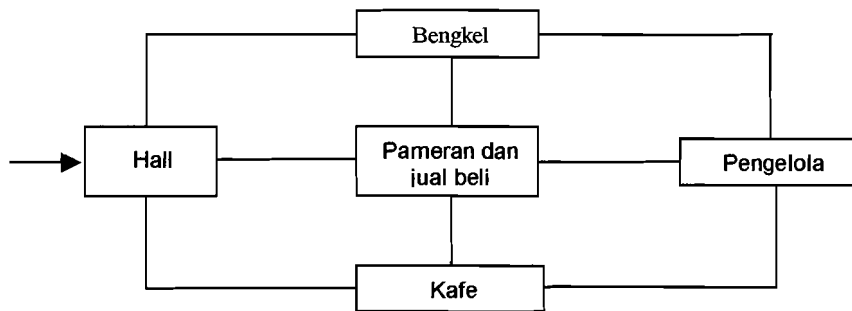 Bengkel
Hall
Pameran dan
jual beli
Pengelola
Kafe